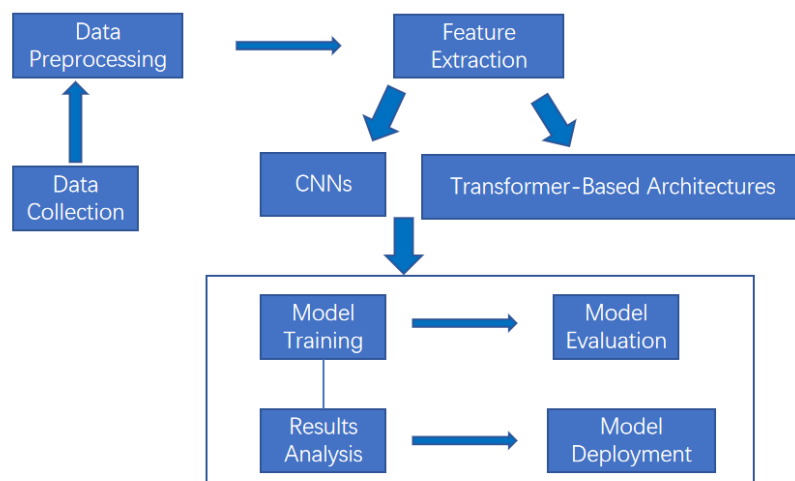 Data
Preprocessing
Feature
Extraction
Data
Collection
CNNs
Transformer-Based Architectures
Model
Training
Model
Evaluation
Results
Analysis
Model
Deployment